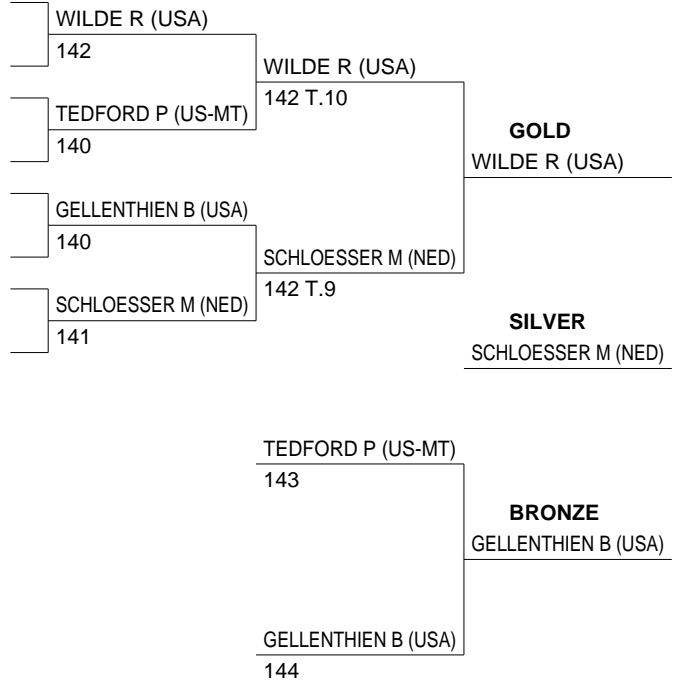 WILDE R (USA)
142
WILDE R (USA)
142 T.10
TEDFORD P (US-MT)
140
GOLD
WILDE R (USA)
GELLENTHIEN B (USA)
140
SCHLOESSER M (NED)
142 T.9
SCHLOESSER M (NED)
141
SILVER
SCHLOESSER M (NED)
TEDFORD P (US-MT)
143
BRONZE
GELLENTHIEN B (USA)
GELLENTHIEN B (USA)
144